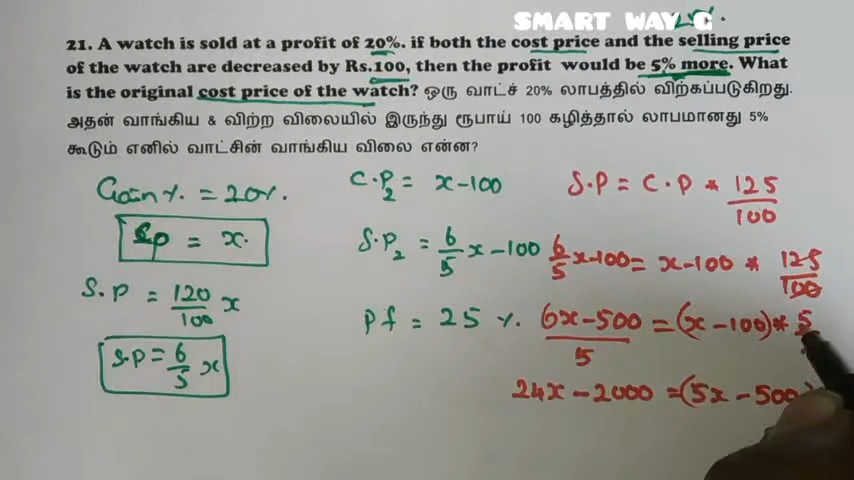 SMART WAY C
21. A watch is sold at a profit of 20%. if both the cost price and the selling price
of the watch are decreased by Rs.100, then the profit would be 5% more. What
is the original cost price of the watch? ஒரு வாட்ச் 20% லாபத்தில் விற்கப்படுகிறது.
அதன் வாங்கிய & விற்ற விலையில் இருந்து ரூபாய் 100 கழித்தால் லாபமானது 5%
கூடும் எனில் வாட்சின் வாங்கிய விலை என்ன?
Gain % = 20%.
Sp = x.
S.P = 120/100 x
S.P = 6/5 x
C.P2 = x-100
S.P2 = 6/5 x - 100
Pf = 25 %.
S.P = C.P * 125/100
6/5 x-100 = x-100 * 125/100
6x-500/5 = (x-100) * 5
24x - 2000 = (5x - 500